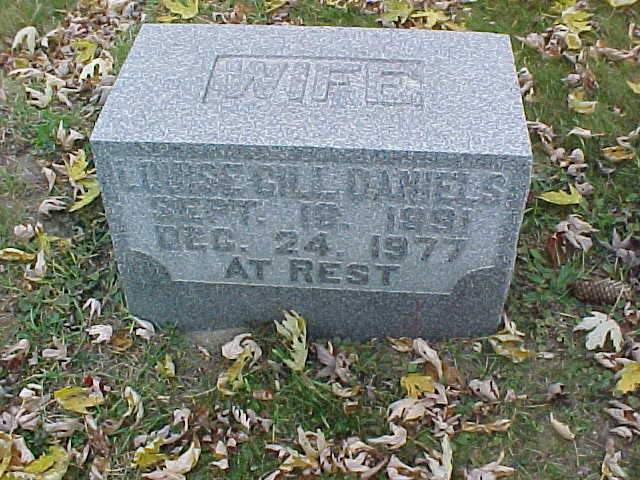 WIFE
LOUISE GILL DANIELS
SEPT. 18. 1891
DEC. 24. 1977
AT REST